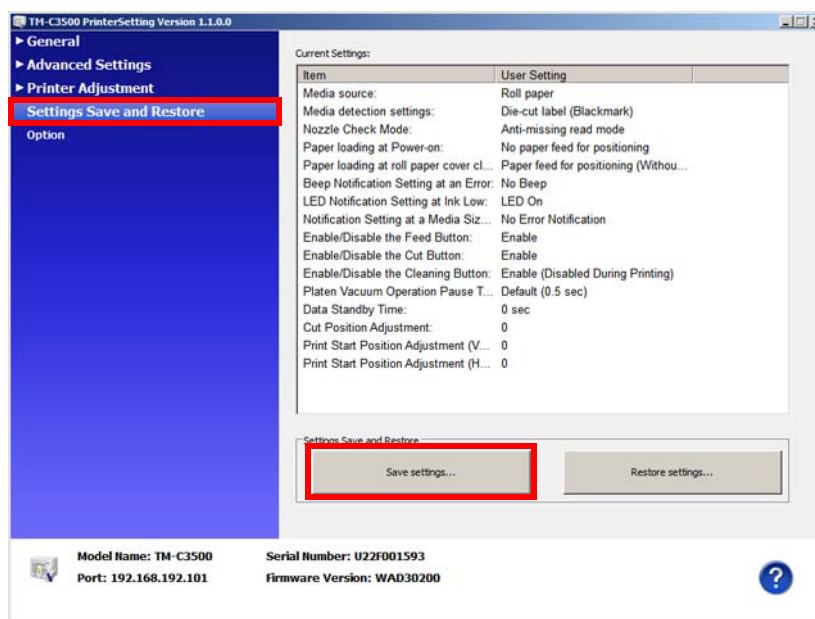 TM-C3500 PrinterSetting Version 1.1.0.0
General
Advanced Settings
Printer Adjustment
Settings Save and Restore
Option
Current Settings:
Item User Setting
Media source: Roll paper
Media detection settings: Die-cut label (Blackmark)
Nozzle Check Mode: Anti-missing read mode
Paper loading at Power-on: No paper feed for positioning
Paper loading at roll paper cover cl... Paper feed for positioning (Withou...
Beep Notification Setting at an Error: No Beep
LED Notification Setting at Ink Low: LED On
Notification Setting at a Media Siz... No Error Notification
Enable/Disable the Feed Button: Enable
Enable/Disable the Cut Button: Enable
Enable/Disable the Cleaning Button: Enable (Disabled During Printing)
Platen Vacuum Operation Pause T... Default (0.5 sec)
Data Standby Time: 0 sec
Cut Position Adjustment: 0
Print Start Position Adjustment (V... 0
Print Start Position Adjustment (H... 0
Settings Save and Restore
Save settings... Restore settings...
Model Name: TM-C3500 Serial Number: U22F001593
Port: 192.168.192.101 Firmware Version: WAD30200
?